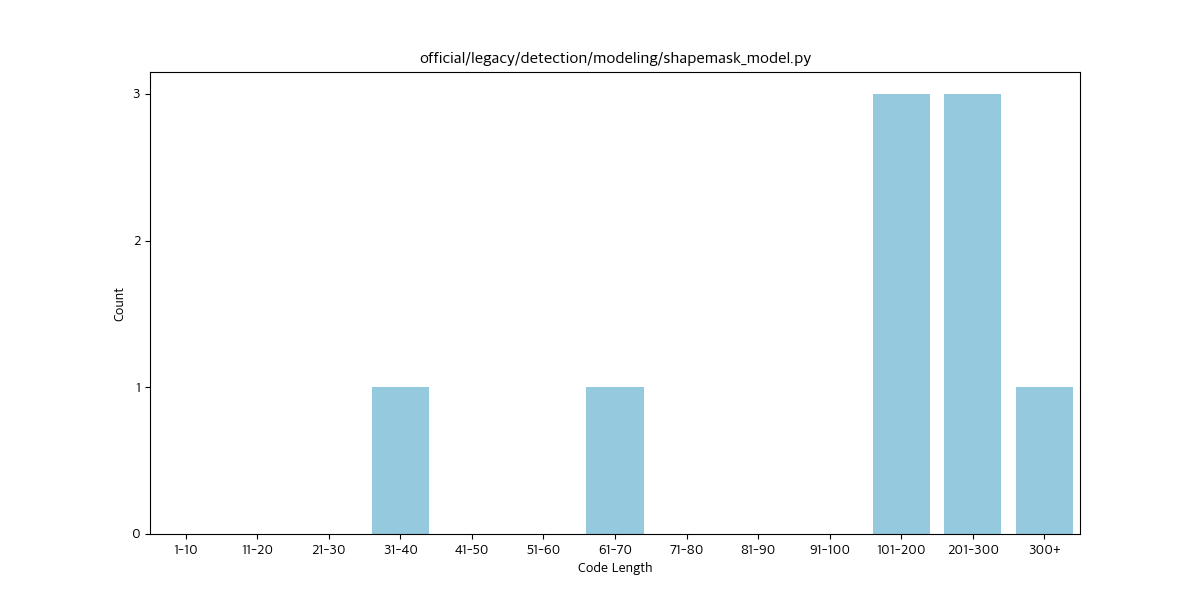 official/legacy/detection/modeling/shapemask_model.py
3
2
1
0
Count
1-10 11-20 21-30 31-40 41-50 51-60 61-70 71-80 81-90 91-100 101-200 201-300 300+
Code Length